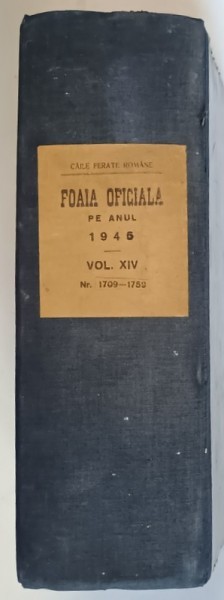 CĂILE FERATE ROMÂNE
FOAIA OFICIALA
PE ANUL
1946
VOL. XIV
Nr. 1709—1758